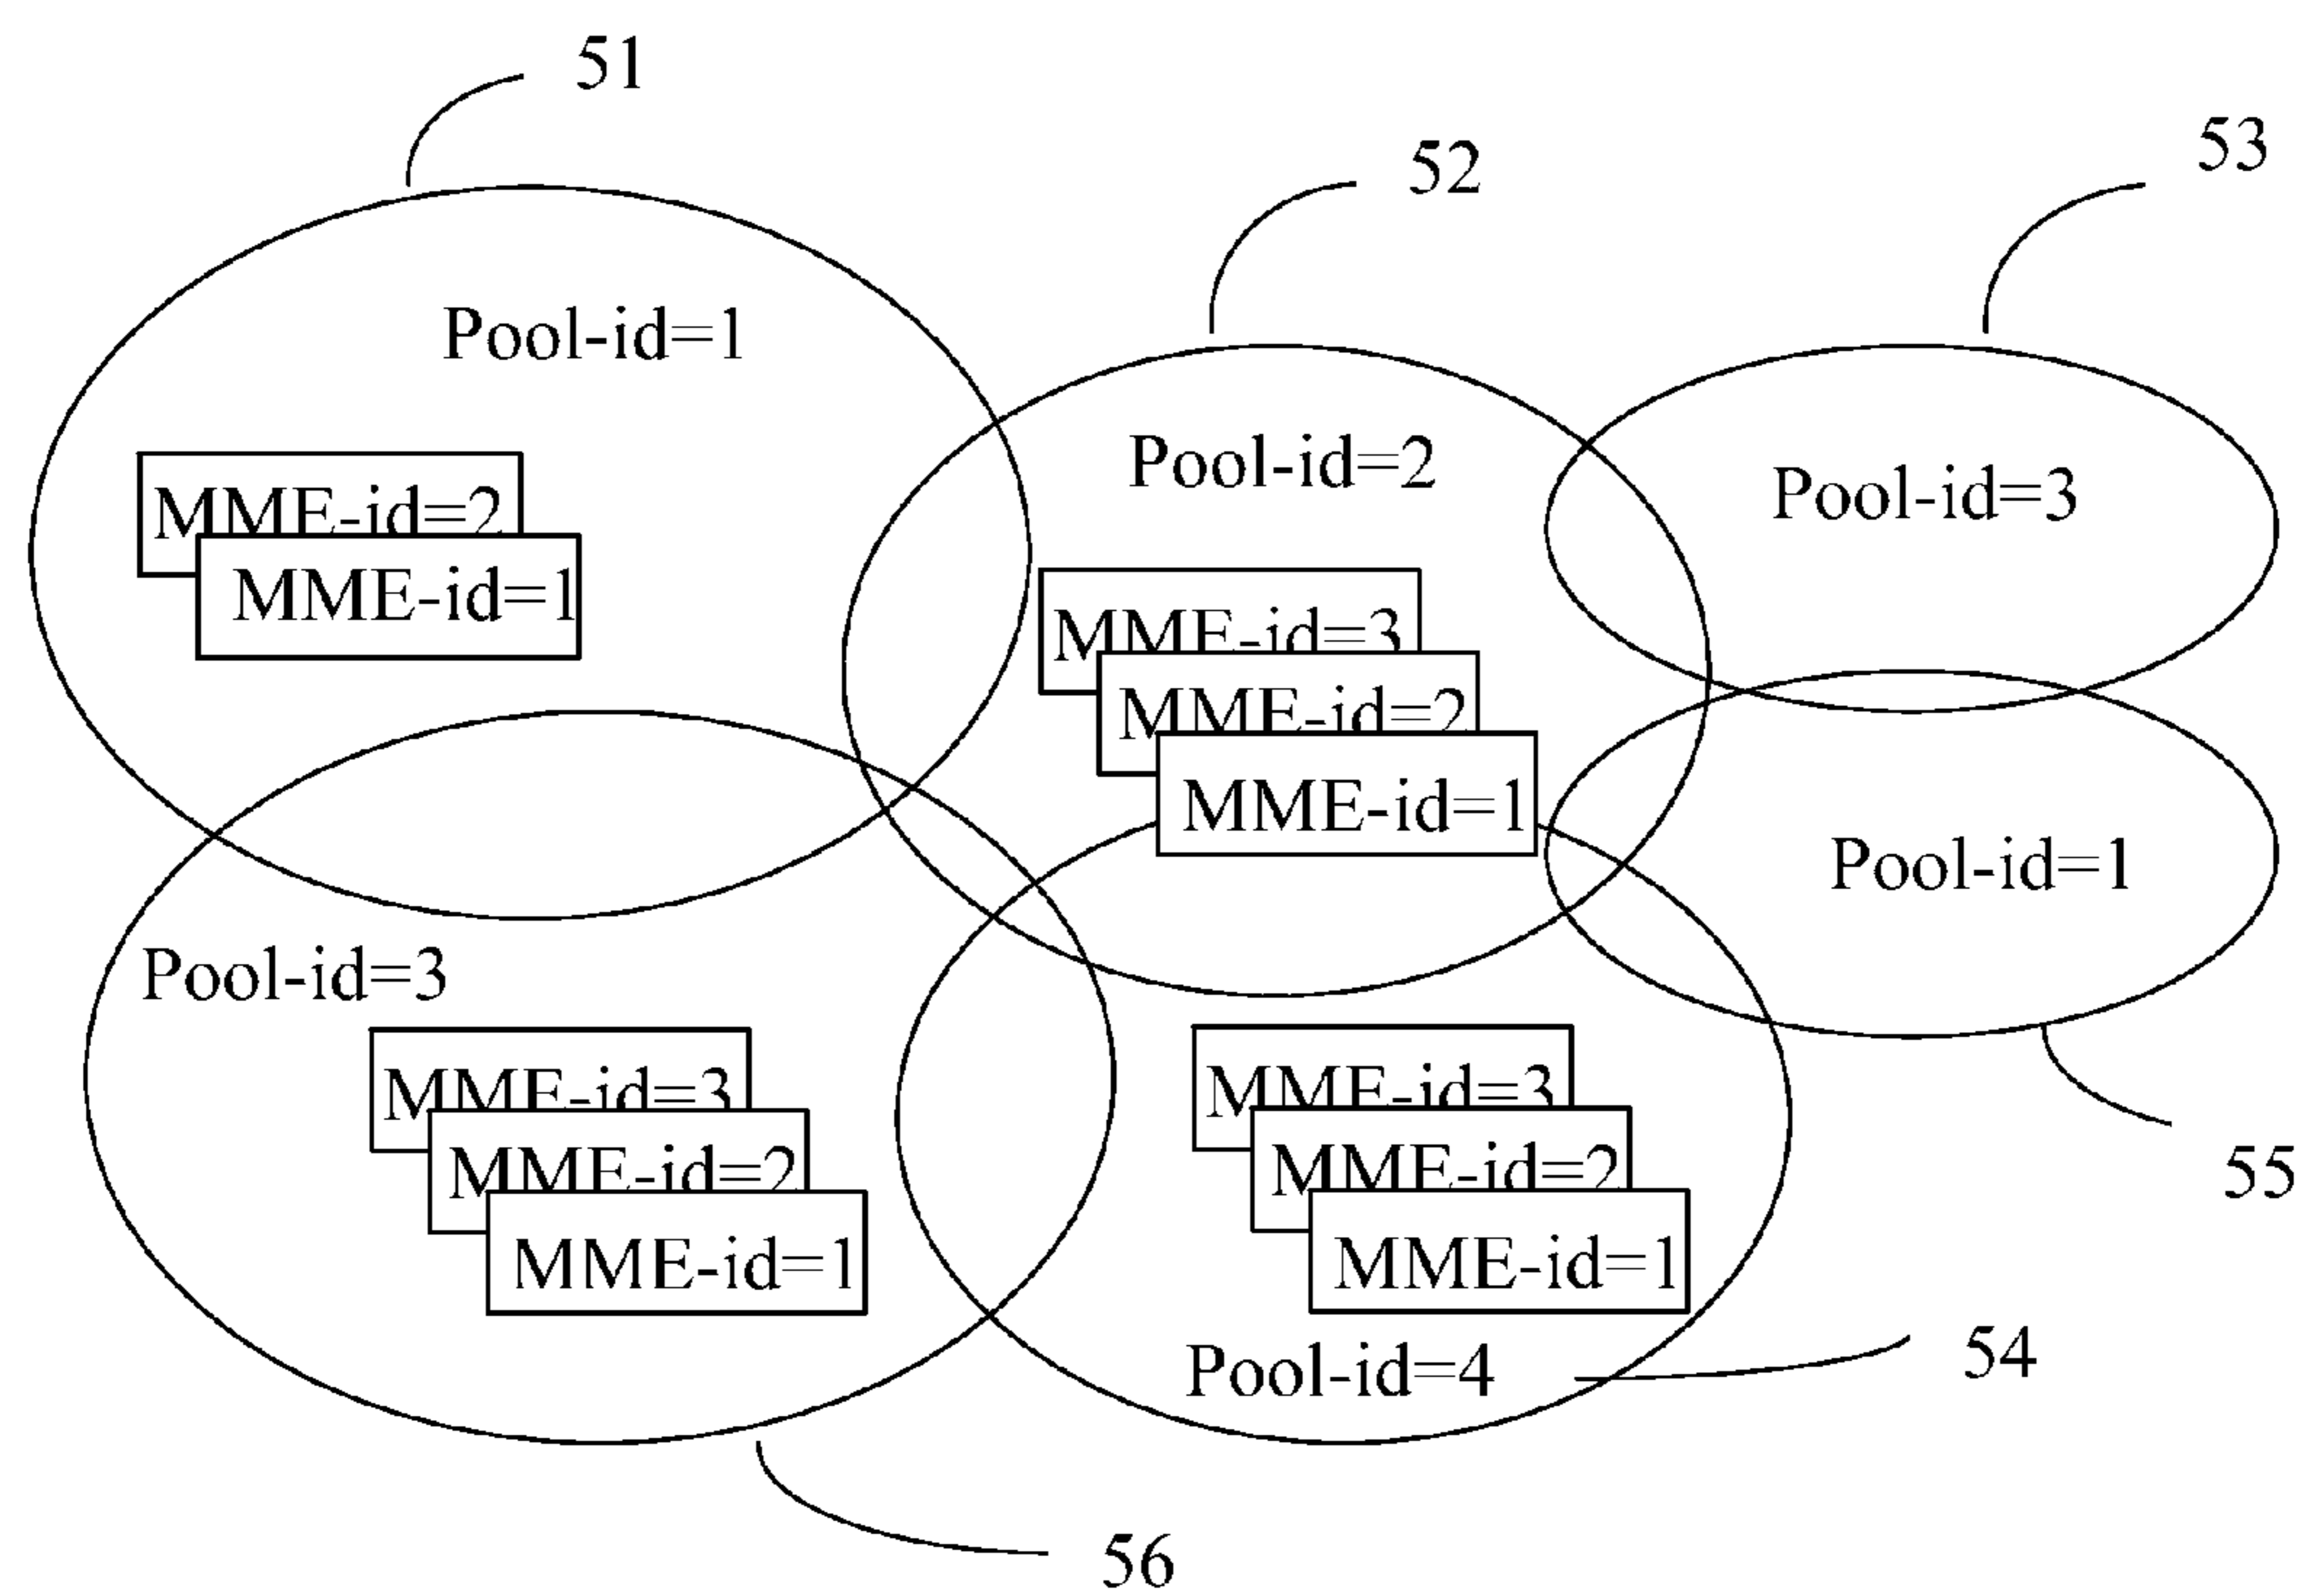 51
52
53
Pool-id=1
Pool-id=2
Pool-id=3
MME-id=2
MME-id=1
MME-id=3
MME-id=2
MME-id=1
Pool-id=1
Pool-id=3
MME-id=3
MME-id=2
MME-id=1
MME-id=3
MME-id=2
MME-id=1
Pool-id=4
55
54
56